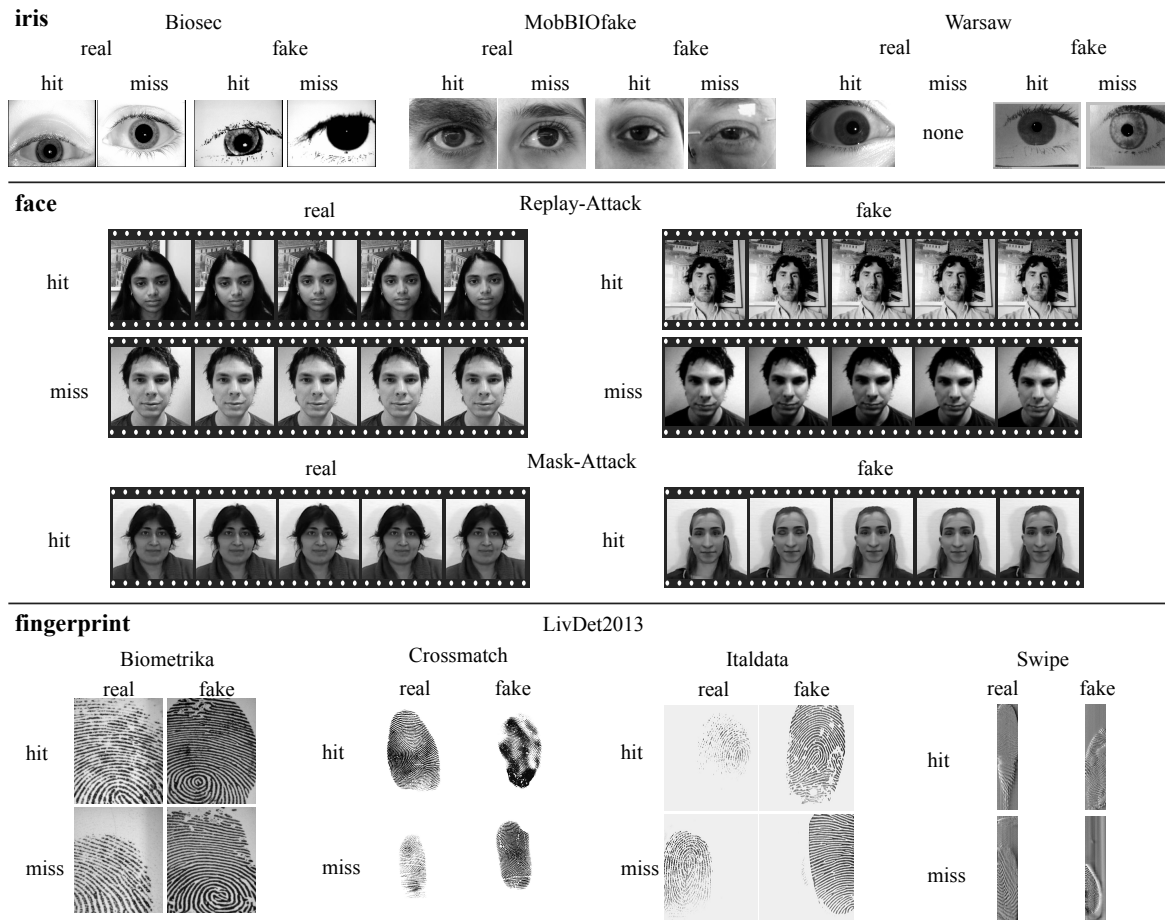 iris
Biosec MobBIOfake Warsaw
real fake real fake real fake
hit miss hit miss hit miss hit miss hit miss hit miss
none
face
Replay-Attack
real fake
hit
miss
Mask-Attack
real fake
hit hit
fingerprint
LivDet2013
Biometrika Crossmatch Italdata Swipe
real fake real fake real fake real fake
hit hit hit hit
miss miss miss miss